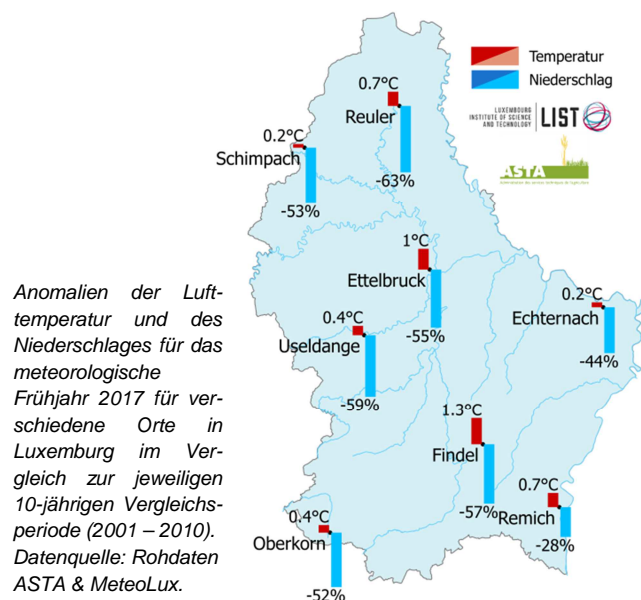 Temperatur
Niederschlag
LUXEMBOURG
INSTITUTE OF SCIENCE
AND TECHNOLOGY
LIST
ASTA
0.7°C
Reuler
-63%
0.2°C
Schimpach
-53%
1°C
Ettelbruck
-55%
0.2°C
Echternach
-44%
0.4°C
Useldange
-59%
1.3°C
Findel
-57%
0.7°C
Remich
-28%
0.4°C
Oberkorn
-52%
Anomalien der Luft-
temperatur und des
Niederschlages für das
meteorologische
Frühjahr 2017 für ver-
schiedene Orte in
Luxemburg im Ver-
gleich zur jeweiligen
10-jährigen Vergleichs-
periode (2001 – 2010).
Datenquelle: Rohdaten
ASTA & MeteoLux.